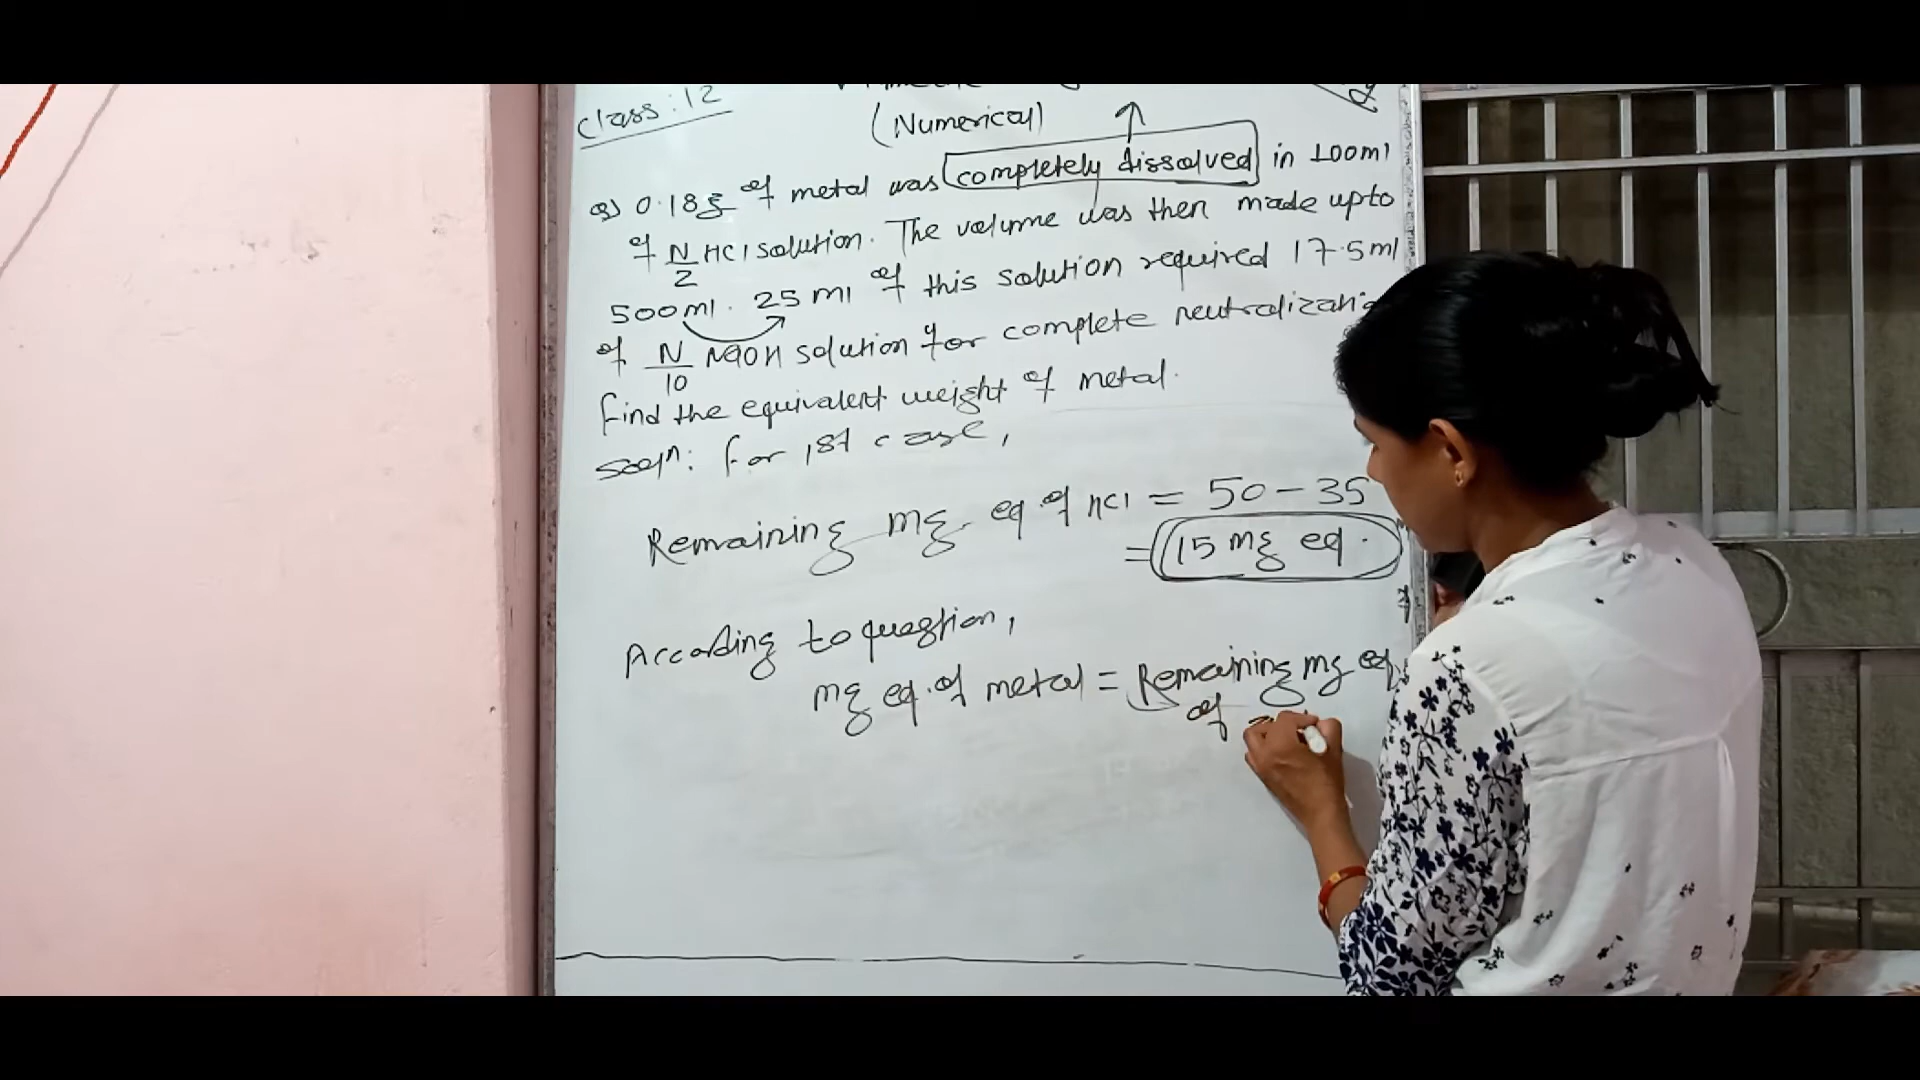 Class: 12
(Numerical)
Q) 0.18g of metal was completely dissolved in 100ml
of N/2 HCl solution. The volume was then made upto
500ml. 25ml of this solution required 17.5ml
of N/10 NaOH solution for complete neutralizatio
find the equivalent weight of metal.
Solⁿ: for 1st case,
Remaining mg. eq. of HCl = 50 - 35
= 15 mg eq.
According to question,
mg eq. of metal = Remaining mg eq
of